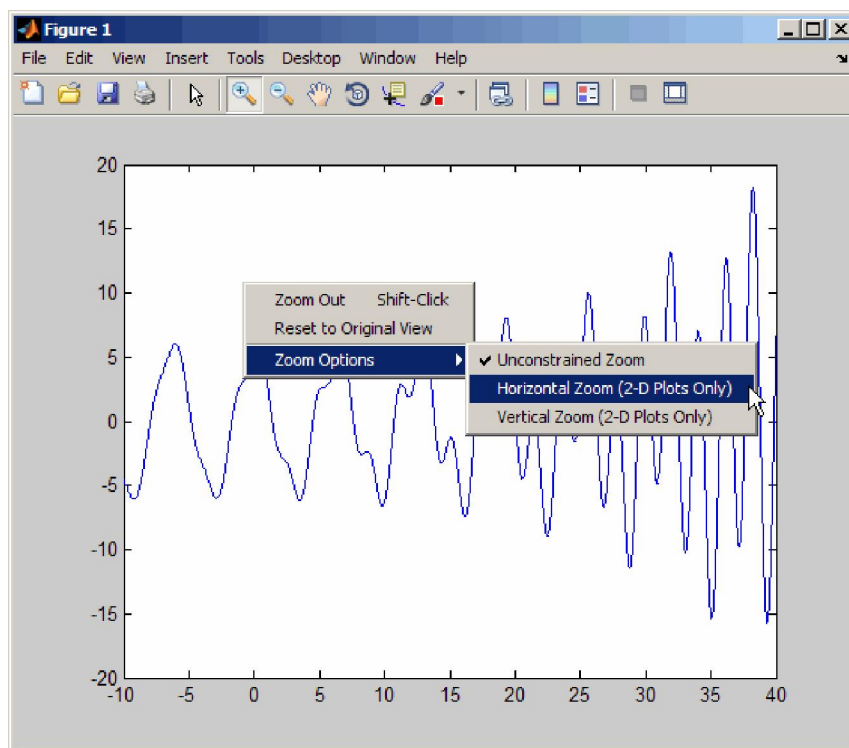 Figure 1
File Edit View Insert Tools Desktop Window Help
20
15
10
5
0
-5
-10
-15
-20
Zoom Out Shift-Click
Reset to Original View
Zoom Options
Unconstrained Zoom
Horizontal Zoom (2-D Plots Only)
Vertical Zoom (2-D Plots Only)
-10 -5 0 5 10 15 20 25 30 35 40